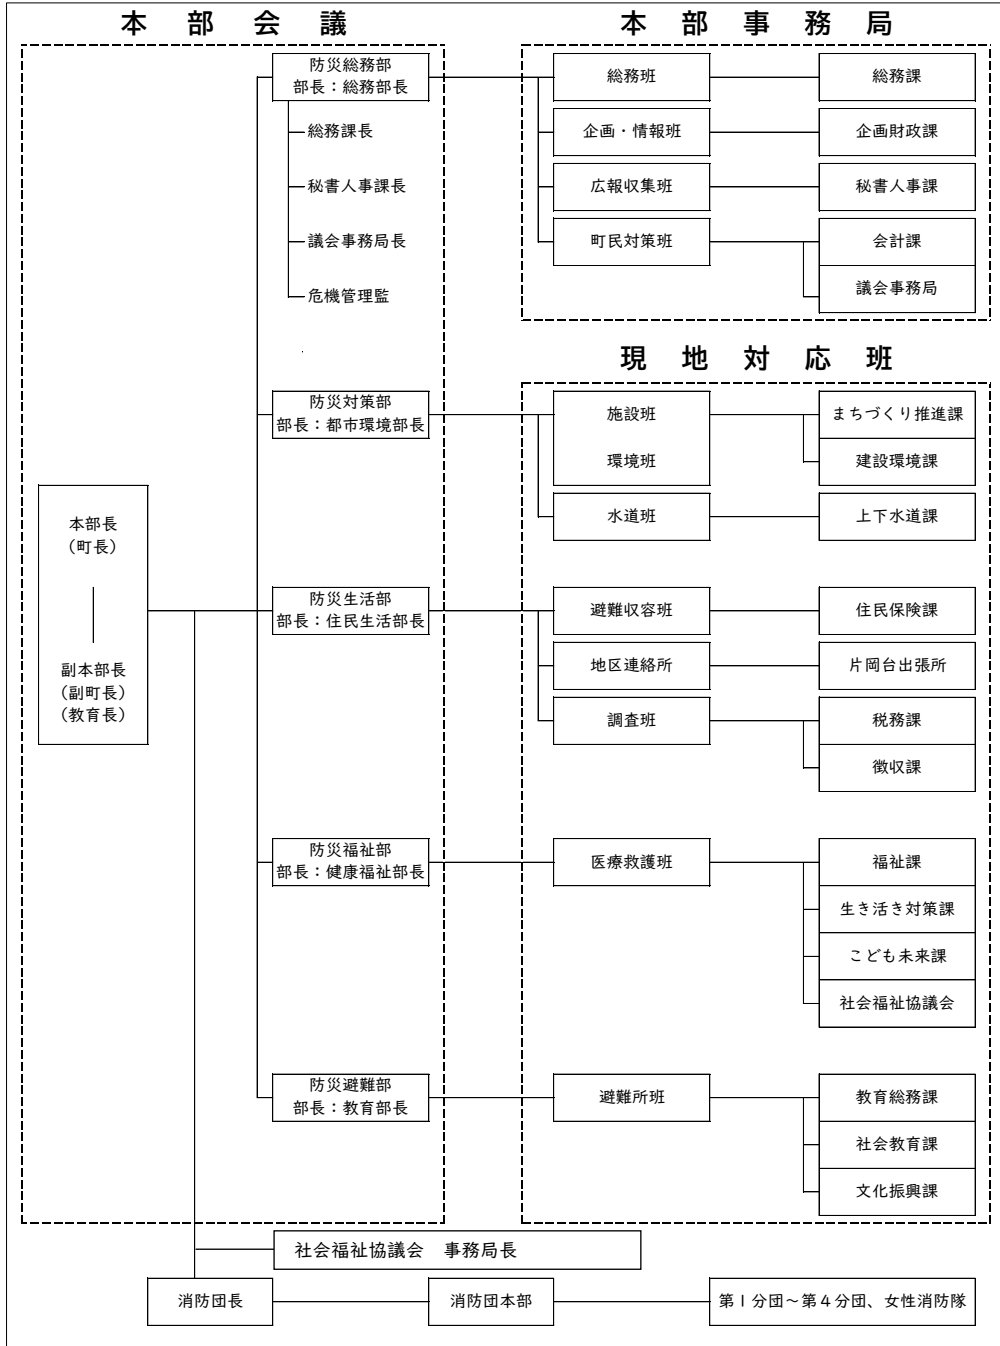 本部会議
本部事務局
防災総務部
部長：総務部長
総務課長
秘書人事課長
議会事務局長
危機管理監
総務班
総務課
企画・情報班
企画財政課
広報収集班
秘書人事課
町民対策班
会計課
議会事務局
現地対応班
防災対策部
部長：都市環境部長
施設班
まちづくり推進課
環境班
建設環境課
水道班
上下水道課
本部長
（町長）
副本部長
（副町長）
（教育長）
防災生活部
部長：住民生活部長
避難収容班
住民保険課
地区連絡所
片岡台出張所
調査班
税務課
徴収課
防災福祉部
部長：健康福祉部長
医療救護班
福祉課
生き活き対策課
こども未来課
社会福祉協議会
防災避難部
部長：教育部長
避難所班
教育総務課
社会教育課
文化振興課
社会福祉協議会　事務局長
消防団長
消防団本部
第１分団～第４分団、女性消防隊